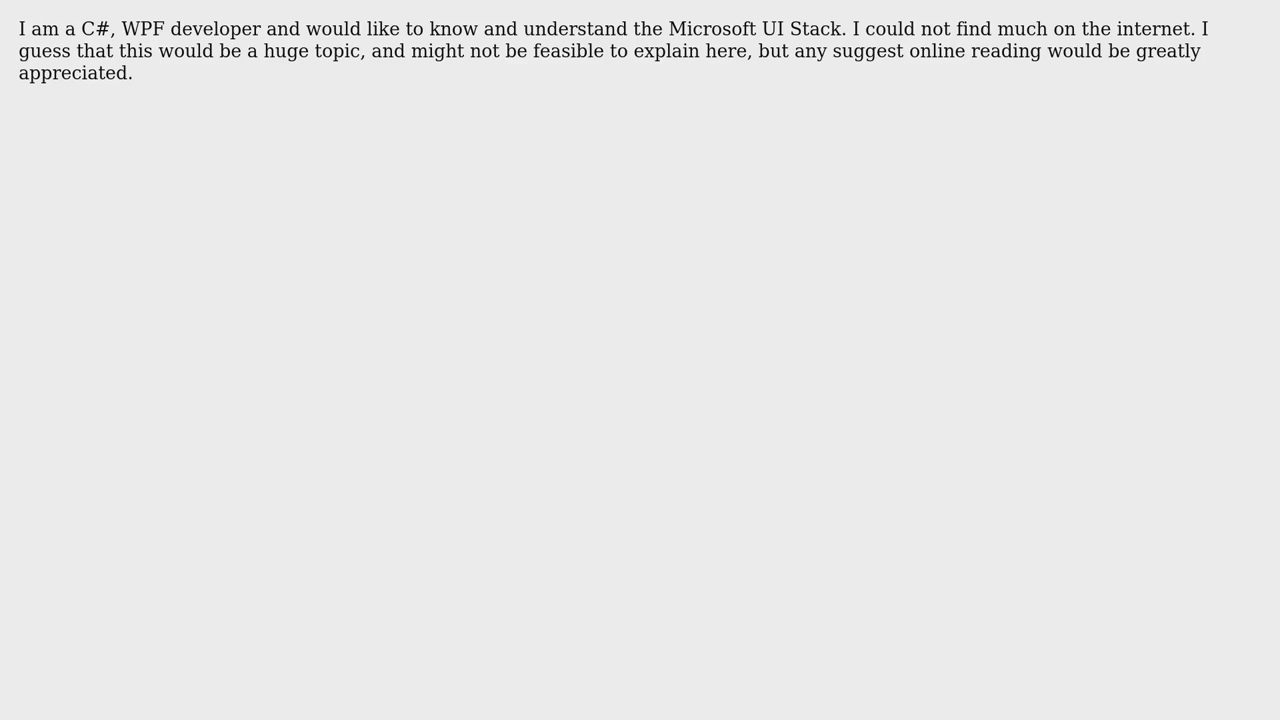 I am a C#, WPF developer and would like to know and understand the Microsoft UI Stack. I could not find much on the internet. I
guess that this would be a huge topic, and might not be feasible to explain here, but any suggest online reading would be greatly
appreciated.